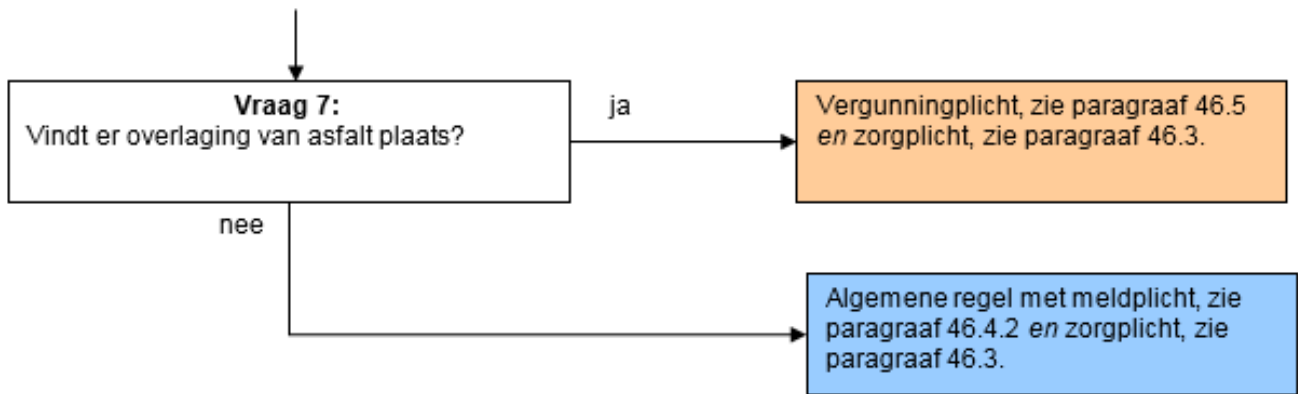 Vraag 7:
Vindt er overlaging van asfalt plaats?
ja
Vergunningplicht, zie paragraaf 46.5
en zorgplicht, zie paragraaf 46.3.
nee
Algemene regel met meldplicht, zie
paragraaf 46.4.2 en zorgplicht, zie
paragraaf 46.3.